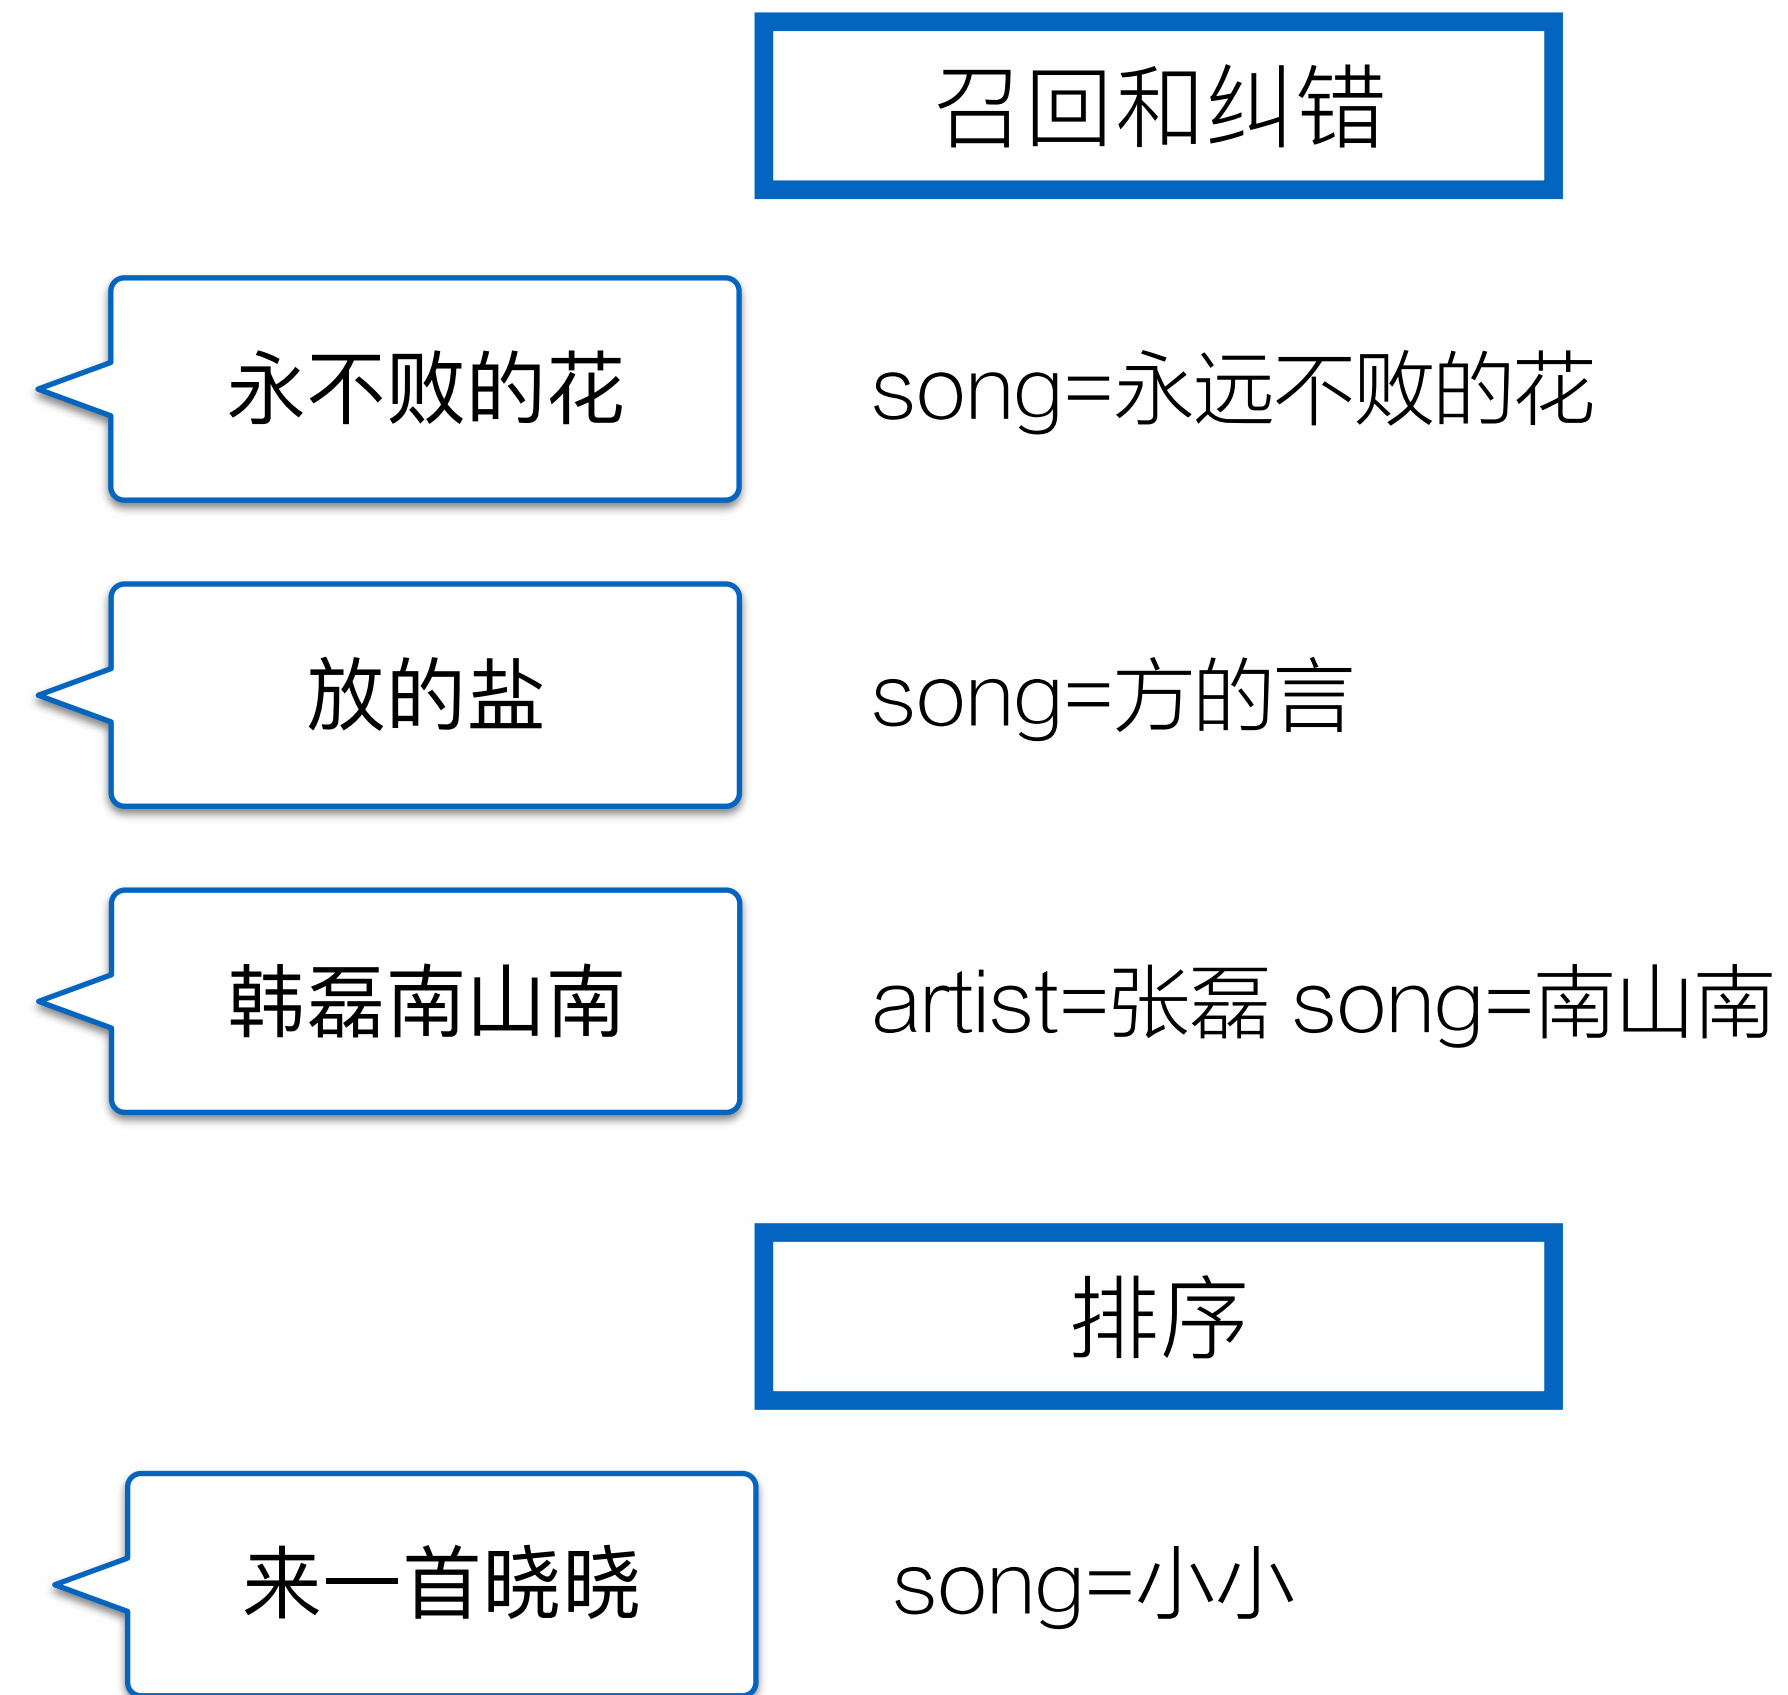 召回和纠错
永不败的花
song=永远不败的花
放的盐
song=方的言
韩磊南山南
artist=张磊 song=南山南
排序
来一首晓晓
song=小小